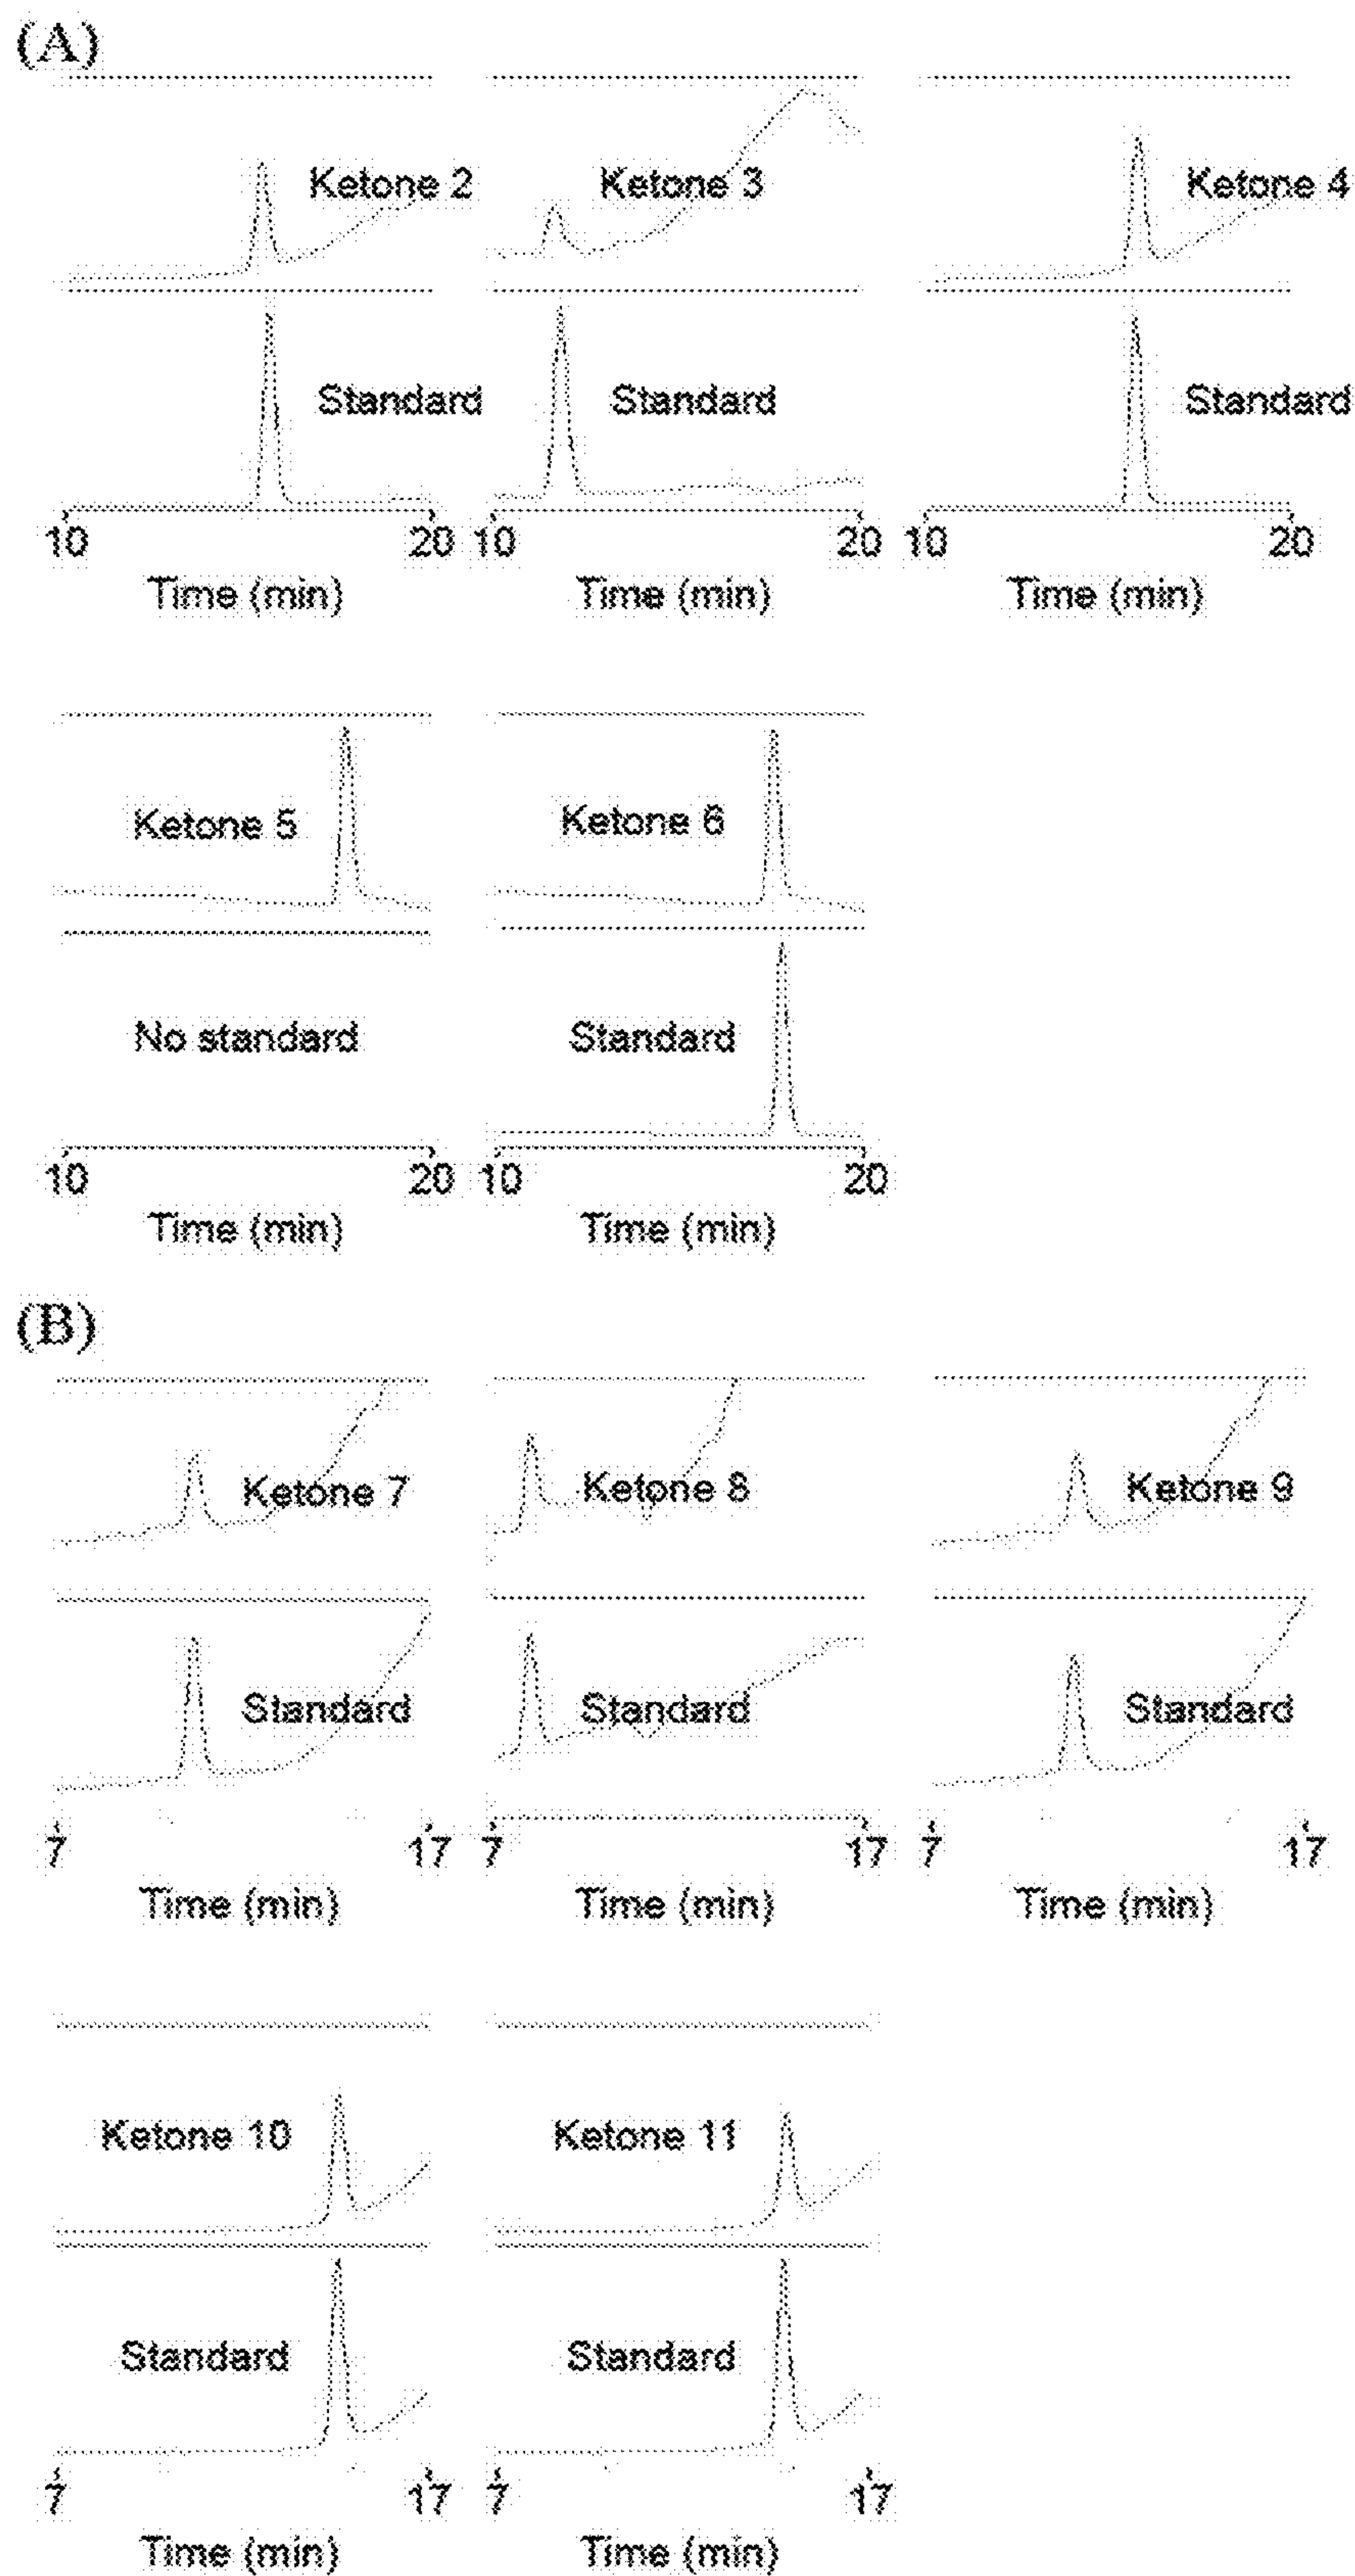 (A)
Ketone 2 Ketone 3 Ketone 4
Standard Standard Standard
10 20 10 20 10 20
Time (min) Time (min) Time (min)
Ketone 5 Ketone 6
No standard Standard
10 20 10 20
Time (min) Time (min)
(B)
Ketone 7 Ketone 8 Ketone 9
Standard Standard Standard
7 17 7 17 7 17
Time (min) Time (min) Time (min)
Ketone 10 Ketone 11
Standard Standard
7 17 7 17
Time (min) Time (min)